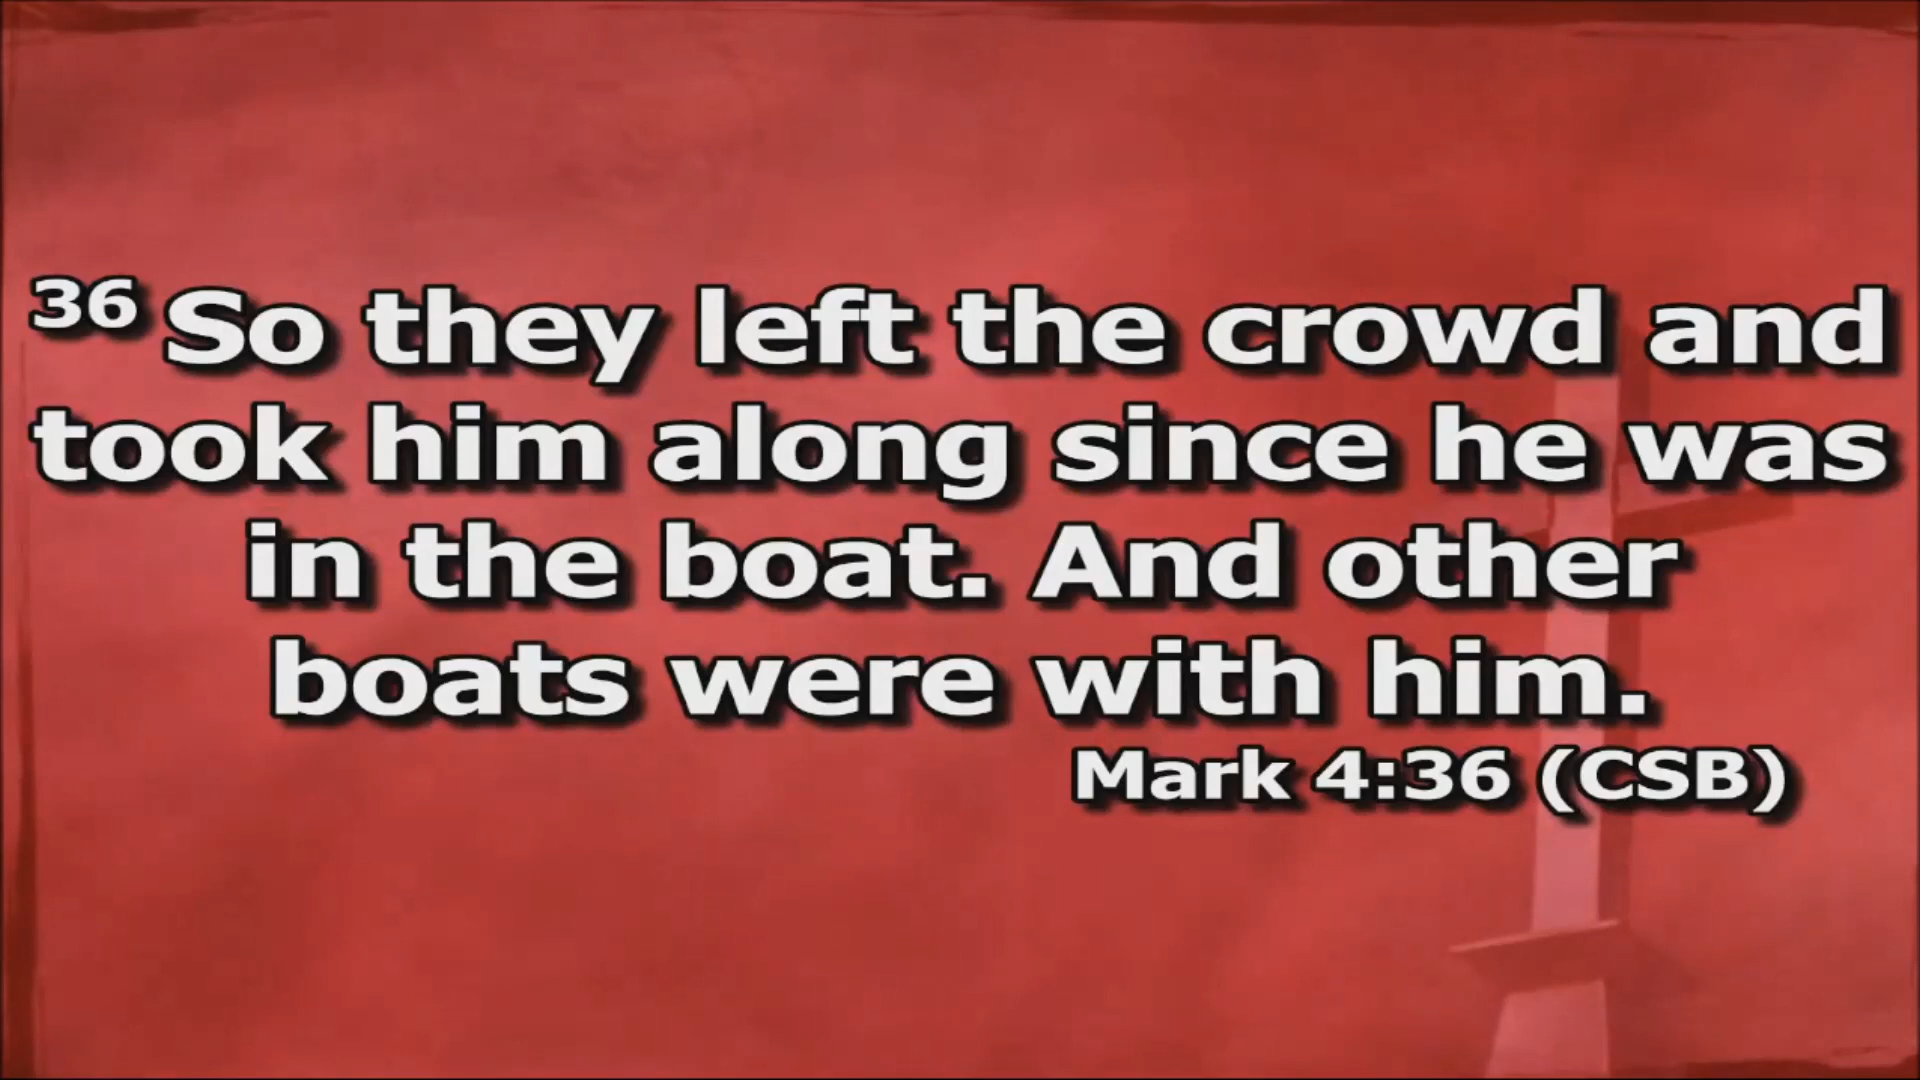 36 So they left the crowd and
took him along since he was
in the boat. And other
boats were with him.
Mark 4:36 (CSB)